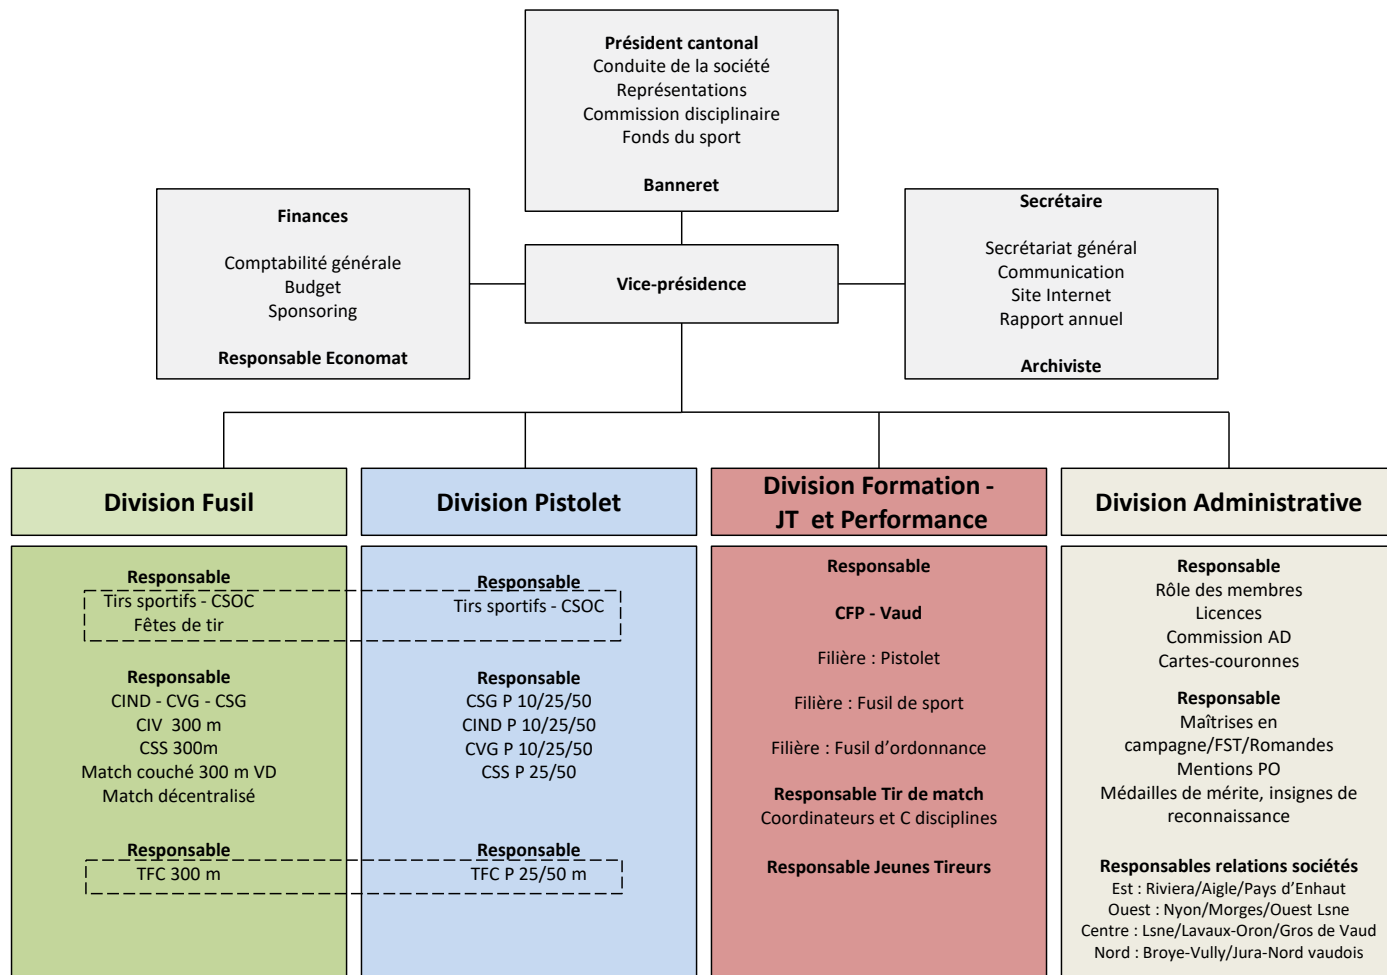 Président cantonal
Conduite de la société
Représentations
Commission disciplinaire
Fonds du sport
Banneret
Finances
Comptabilité générale
Budget
Sponsoring
Responsable Economat
Vice-présidence
Secrétaire
Secrétariat général
Communication
Site Internet
Rapport annuel
Archiviste
Division Fusil
Responsable
Tirs sportifs - CSOC
Fêtes de tir
Responsable
CIND - CVG - CSG
CIV 300 m
CSS 300m
Match couché 300 m VD
Match décentralisé
Responsable
TFC 300 m
Division Pistolet
Responsable
Tirs sportifs - CSOC
Responsable
CSG P 10/25/50
CIND P 10/25/50
CVG P 10/25/50
CSS P 25/50
Responsable
TFC P 25/50 m
Division Formation -
JT et Performance
Responsable
CFP - Vaud
Filière : Pistolet
Filière : Fusil de sport
Filière : Fusil d’ordonnance
Responsable Tir de match
Coordinateurs et C disciplines
Responsable Jeunes Tireurs
Division Administrative
Responsable
Rôle des membres
Licences
Commission AD
Cartes-couronnes
Responsable
Maîtrises en
campagne/FST/Romandes
Mentions PO
Médailles de mérite, insignes de
reconnaissance
Responsables relations sociétés
Est : Riviera/Aigle/Pays d’Enhaut
Ouest : Nyon/Morges/Ouest Lsne
Centre : Lsne/Lavaux-Oron/Gros de Vaud
Nord : Broye-Vully/Jura-Nord vaudois